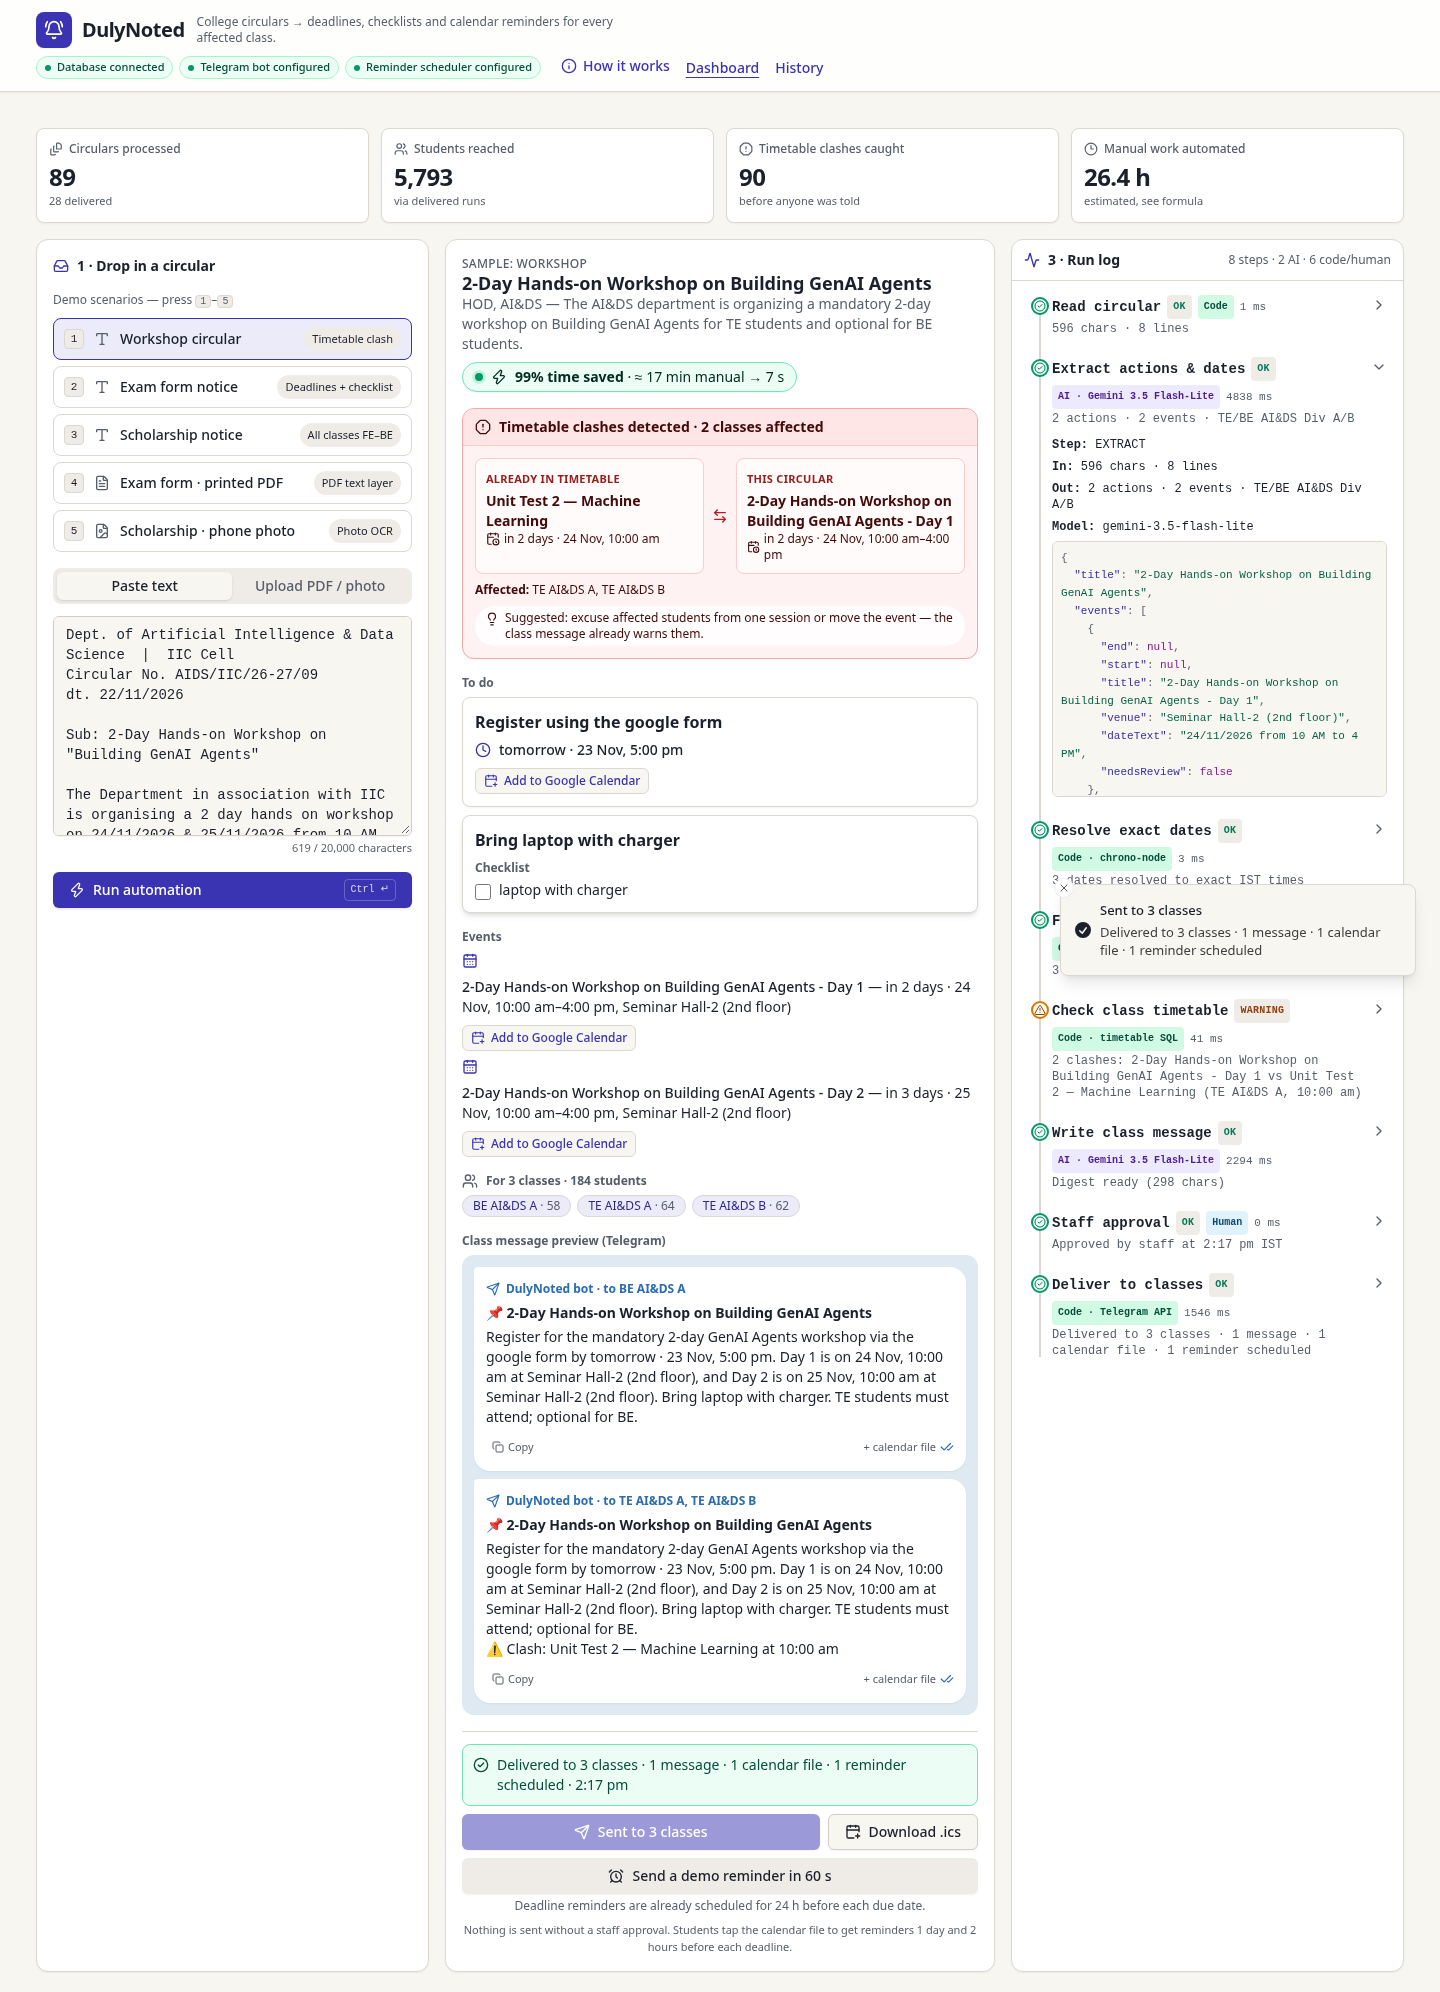 DulyNoted
College circulars → deadlines, checklists and calendar reminders for every
affected class.
Database connected
Telegram bot configured
Reminder scheduler configured
How it works
Dashboard
History
Circulars processed
89
28 delivered
Students reached
5,793
via delivered runs
Timetable clashes caught
90
before anyone was told
Manual work automated
26.4 h
estimated, see formula
1 · Drop in a circular
Demo scenarios — press 1–5
1 Workshop circular Timetable clash
2 Exam form notice Deadlines + checklist
3 Scholarship notice All classes FE–BE
4 Exam form · printed PDF PDF text layer
5 Scholarship · phone photo Photo OCR
Paste text
Upload PDF / photo
Dept. of Artificial Intelligence & Data
Science | IIC Cell
Circular No. AIDS/IIC/26-27/09
dt. 22/11/2026
Sub: 2-Day Hands-on Workshop on
"Building GenAI Agents"
The Department in association with IIC
is organising a 2 day hands on workshop
on 24/11/2026 & 25/11/2026 from 10 AM
619 / 20,000 characters
Run automation Ctrl ↵
SAMPLE: WORKSHOP
2-Day Hands-on Workshop on Building GenAI Agents
HOD, AI&DS — The AI&DS department is organizing a mandatory 2-day
workshop on Building GenAI Agents for TE students and optional for BE
students.
99% time saved · ≈ 17 min manual → 7 s
Timetable clashes detected · 2 classes affected
ALREADY IN TIMETABLE
Unit Test 2 — Machine
Learning
in 2 days · 24 Nov, 10:00 am
THIS CIRCULAR
2-Day Hands-on Workshop on
Building GenAI Agents - Day 1
in 2 days · 24 Nov, 10:00 am–4:00
pm
Affected: TE AI&DS A, TE AI&DS B
Suggested: excuse affected students from one session or move the event — the
class message already warns them.
To do
Register using the google form
tomorrow · 23 Nov, 5:00 pm
Add to Google Calendar
Bring laptop with charger
Checklist
laptop with charger
Events
2-Day Hands-on Workshop on Building GenAI Agents - Day 1 — in 2 days · 24
Nov, 10:00 am–4:00 pm, Seminar Hall-2 (2nd floor)
Add to Google Calendar
2-Day Hands-on Workshop on Building GenAI Agents - Day 2 — in 3 days · 25
Nov, 10:00 am–4:00 pm, Seminar Hall-2 (2nd floor)
Add to Google Calendar
For 3 classes · 184 students
BE AI&DS A · 58
TE AI&DS A · 64
TE AI&DS B · 62
Class message preview (Telegram)
DulyNoted bot · to BE AI&DS A
📌 2-Day Hands-on Workshop on Building GenAI Agents
Register for the mandatory 2-day GenAI Agents workshop via the
google form by tomorrow · 23 Nov, 5:00 pm. Day 1 is on 24 Nov, 10:00
am at Seminar Hall-2 (2nd floor), and Day 2 is on 25 Nov, 10:00 am at
Seminar Hall-2 (2nd floor). Bring laptop with charger. TE students must
attend; optional for BE.
Copy
+ calendar file
DulyNoted bot · to TE AI&DS A, TE AI&DS B
📌 2-Day Hands-on Workshop on Building GenAI Agents
Register for the mandatory 2-day GenAI Agents workshop via the
google form by tomorrow · 23 Nov, 5:00 pm. Day 1 is on 24 Nov, 10:00
am at Seminar Hall-2 (2nd floor), and Day 2 is on 25 Nov, 10:00 am at
Seminar Hall-2 (2nd floor). Bring laptop with charger. TE students must
attend; optional for BE.
⚠️ Clash: Unit Test 2 — Machine Learning at 10:00 am
Copy
+ calendar file
Delivered to 3 classes · 1 message · 1 calendar file · 1 reminder
scheduled · 2:17 pm
Sent to 3 classes
Download .ics
Send a demo reminder in 60 s
Deadline reminders are already scheduled for 24 h before each due date.
Nothing is sent without a staff approval. Students tap the calendar file to get reminders 1 day and 2
hours before each deadline.
3 · Run log
8 steps · 2 AI · 6 code/human
Read circular OK Code 1 ms
596 chars · 8 lines
Extract actions & dates OK
AI · Gemini 3.5 Flash-Lite 4838 ms
2 actions · 2 events · TE/BE AI&DS Div A/B
Step: EXTRACT
In: 596 chars · 8 lines
Out: 2 actions · 2 events · TE/BE AI&DS Div
A/B
Model: gemini-3.5-flash-lite
{
"title": "2-Day Hands-on Workshop on Building
GenAI Agents",
"events": [
{
"end": null,
"start": null,
"title": "2-Day Hands-on Workshop on
Building GenAI Agents - Day 1",
"venue": "Seminar Hall-2 (2nd floor)",
"dateText": "24/11/2026 from 10 AM to 4
PM",
"needsReview": false
},
Resolve exact dates OK
Code · chrono-node 3 ms
3 dates resolved to exact IST times
F
3
Sent to 3 classes
Delivered to 3 classes · 1 message · 1 calendar
file · 1 reminder scheduled
Check class timetable WARNING
Code · timetable SQL 41 ms
2 clashes: 2-Day Hands-on Workshop on
Building GenAI Agents - Day 1 vs Unit Test
2 — Machine Learning (TE AI&DS A, 10:00 am)
Write class message OK
AI · Gemini 3.5 Flash-Lite 2294 ms
Digest ready (298 chars)
Staff approval OK Human 0 ms
Approved by staff at 2:17 pm IST
Deliver to classes OK
Code · Telegram API 1546 ms
Delivered to 3 classes · 1 message · 1
calendar file · 1 reminder scheduled